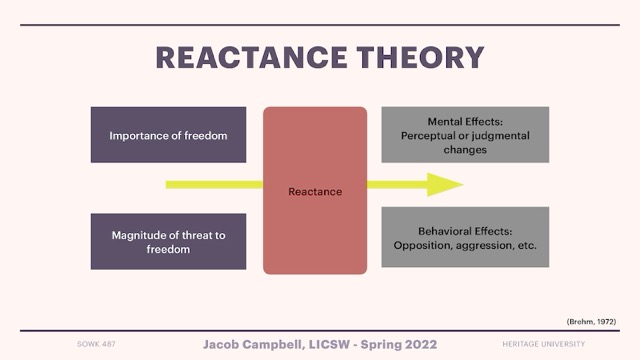 REACTANCE THEORY
Importance of freedom
Magnitude of threat to
freedom
Reactance
Mental Effects:
Perceptual or judgmental
changes
Behavioral Effects:
Opposition, aggression, etc.
(Brehm, 1972)
SOWK 487
Jacob Campbell, LICSW - Spring 2022
HERITAGE UNIVERSITY